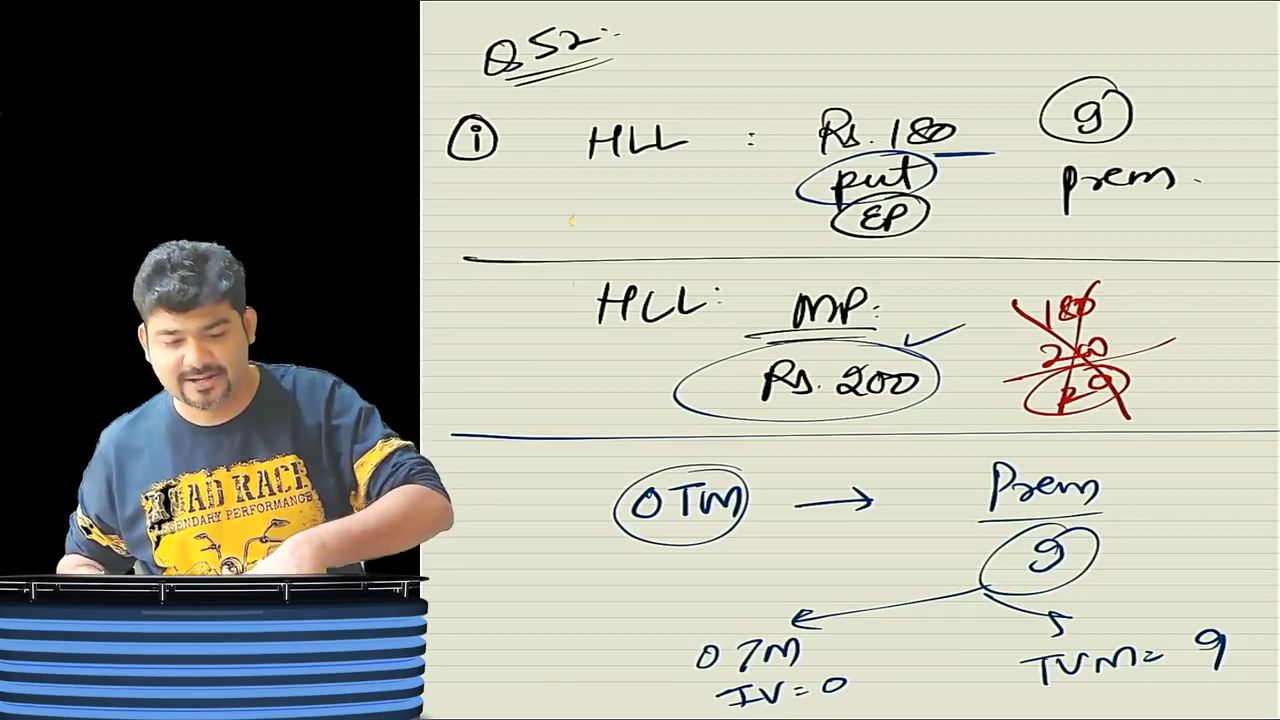 Q 52:
i HLL : Rs. 180 9
put prem.
EP
HLL: MP:
180
Rs. 200
200
20
OTM → Prem
9
OTM TVM = 9
IV = 0
ROAD RACE
LEGENDARY PERFORMANCE